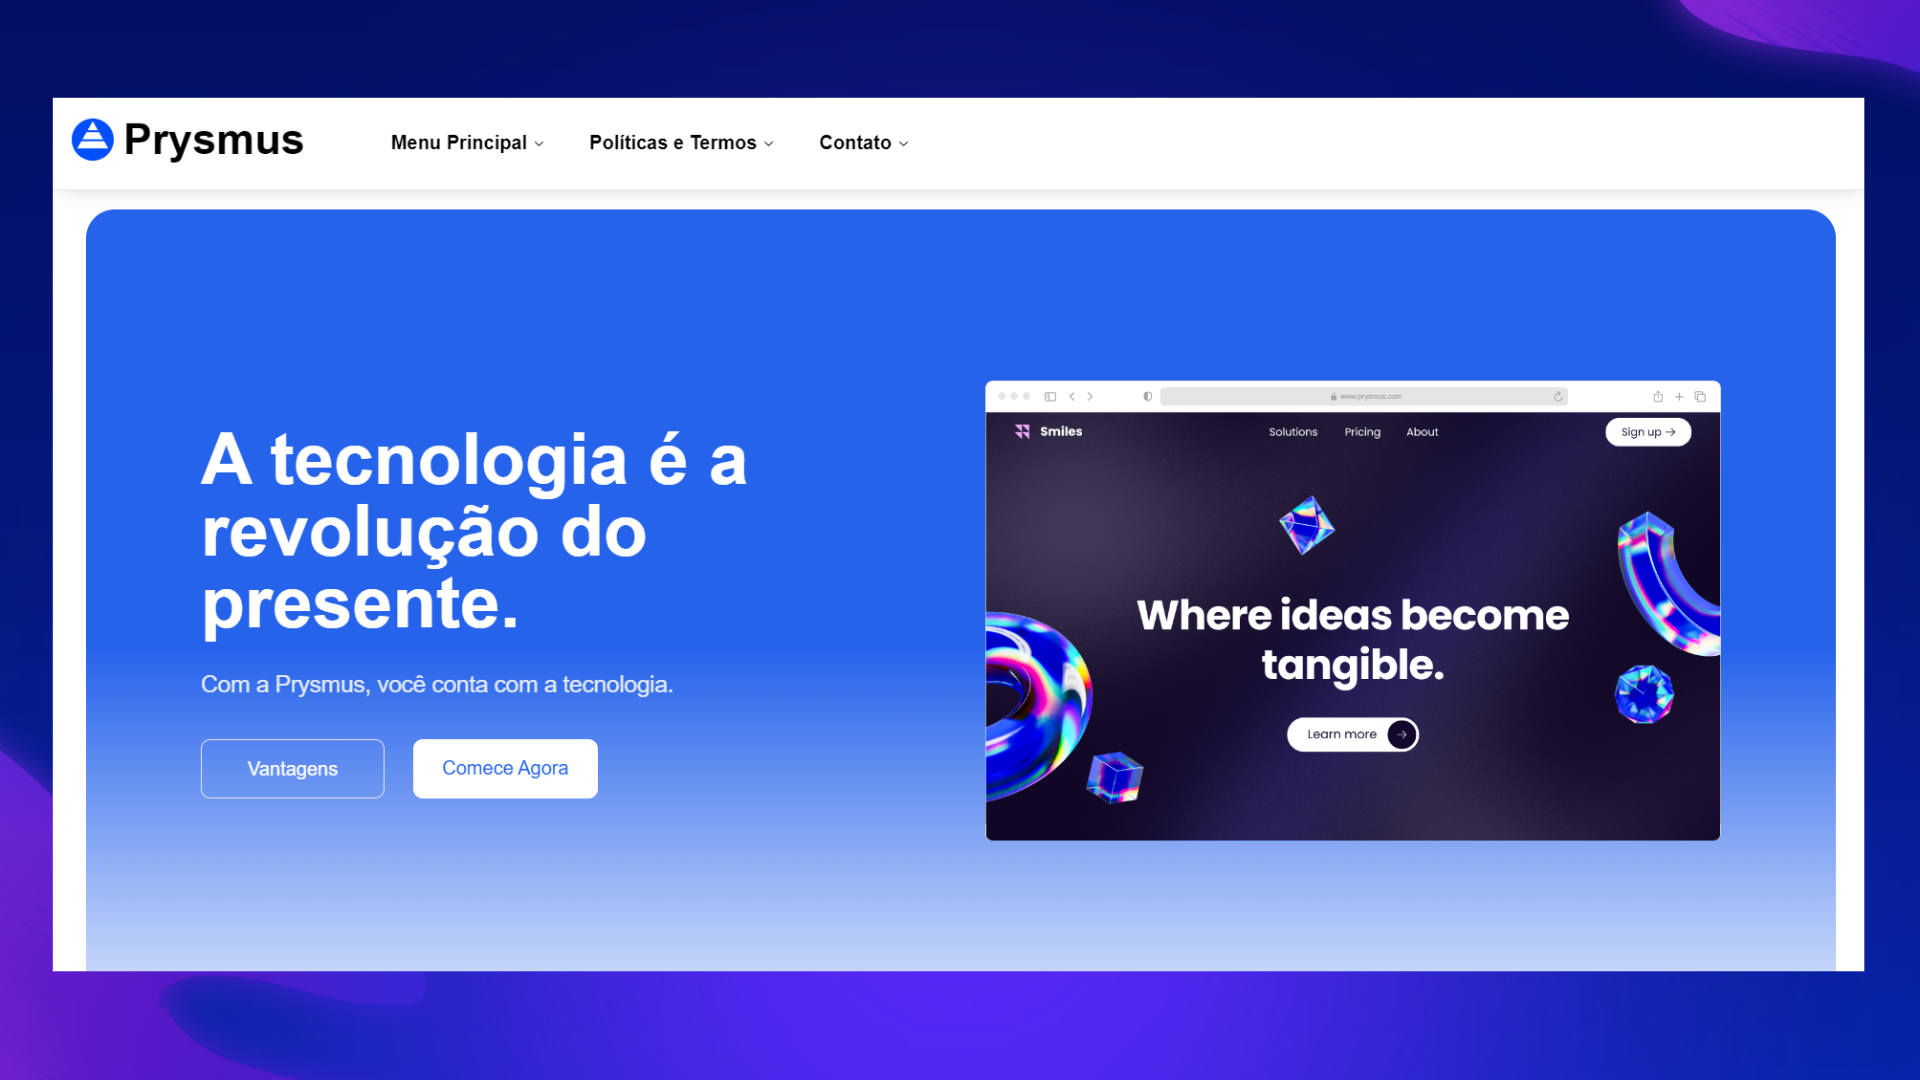 Prysmus
Menu Principal
Políticas e Termos
Contato
A tecnologia é a
revolução do
presente.
Com a Prysmus, você conta com a tecnologia.
Vantagens
Comece Agora
www.prysmus.com
Smiles
Solutions
Pricing
About
Sign up
Where ideas become
tangible.
Learn more